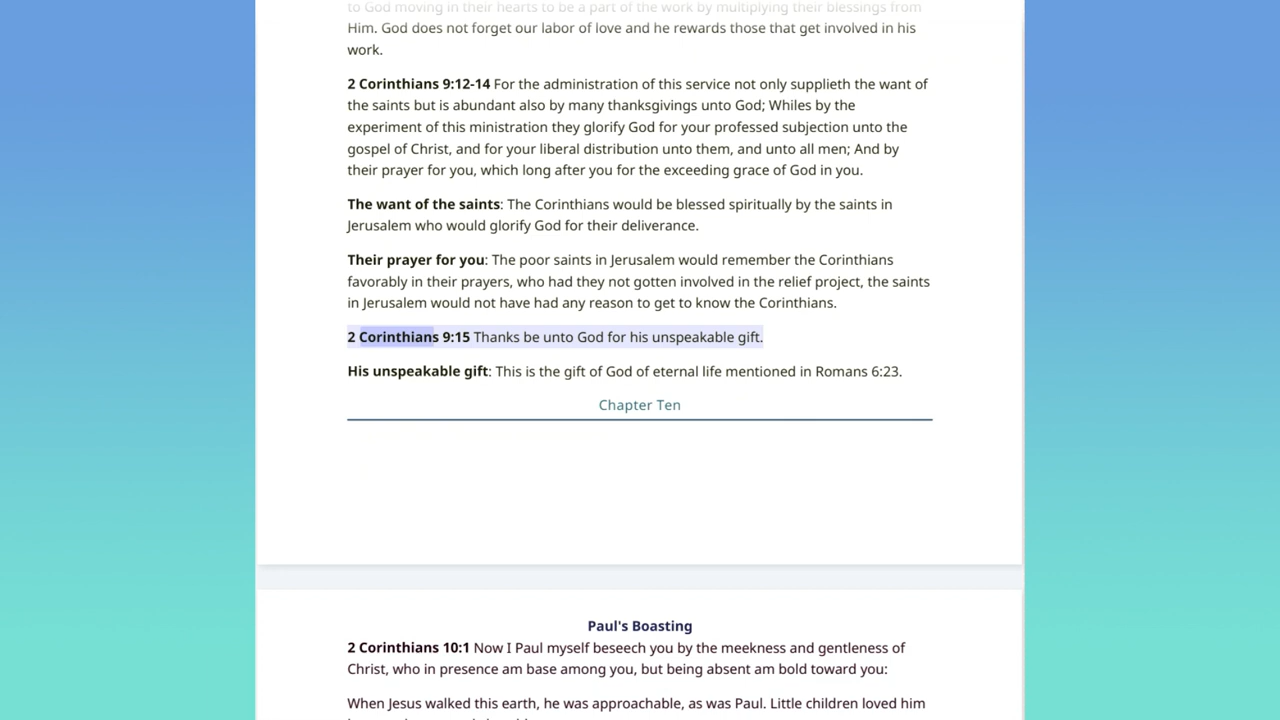 to God moving in their hearts to be a part of the work by multiplying their blessings from
Him. God does not forget our labor of love and he rewards those that get involved in his
work.
2 Corinthians 9:12-14 For the administration of this service not only supplieth the want of
the saints but is abundant also by many thanksgivings unto God; Whiles by the
experiment of this ministration they glorify God for your professed subjection unto the
gospel of Christ, and for your liberal distribution unto them, and unto all men; And by
their prayer for you, which long after you for the exceeding grace of God in you.
The want of the saints: The Corinthians would be blessed spiritually by the saints in
Jerusalem who would glorify God for their deliverance.
Their prayer for you: The poor saints in Jerusalem would remember the Corinthians
favorably in their prayers, who had they not gotten involved in the relief project, the saints
in Jerusalem would not have had any reason to get to know the Corinthians.
2 Corinthians 9:15 Thanks be unto God for his unspeakable gift.
His unspeakable gift: This is the gift of God of eternal life mentioned in Romans 6:23.
Chapter Ten
Paul's Boasting
2 Corinthians 10:1 Now I Paul myself beseech you by the meekness and gentleness of
Christ, who in presence am base among you, but being absent am bold toward you:
When Jesus walked this earth, he was approachable, as was Paul. Little children loved him